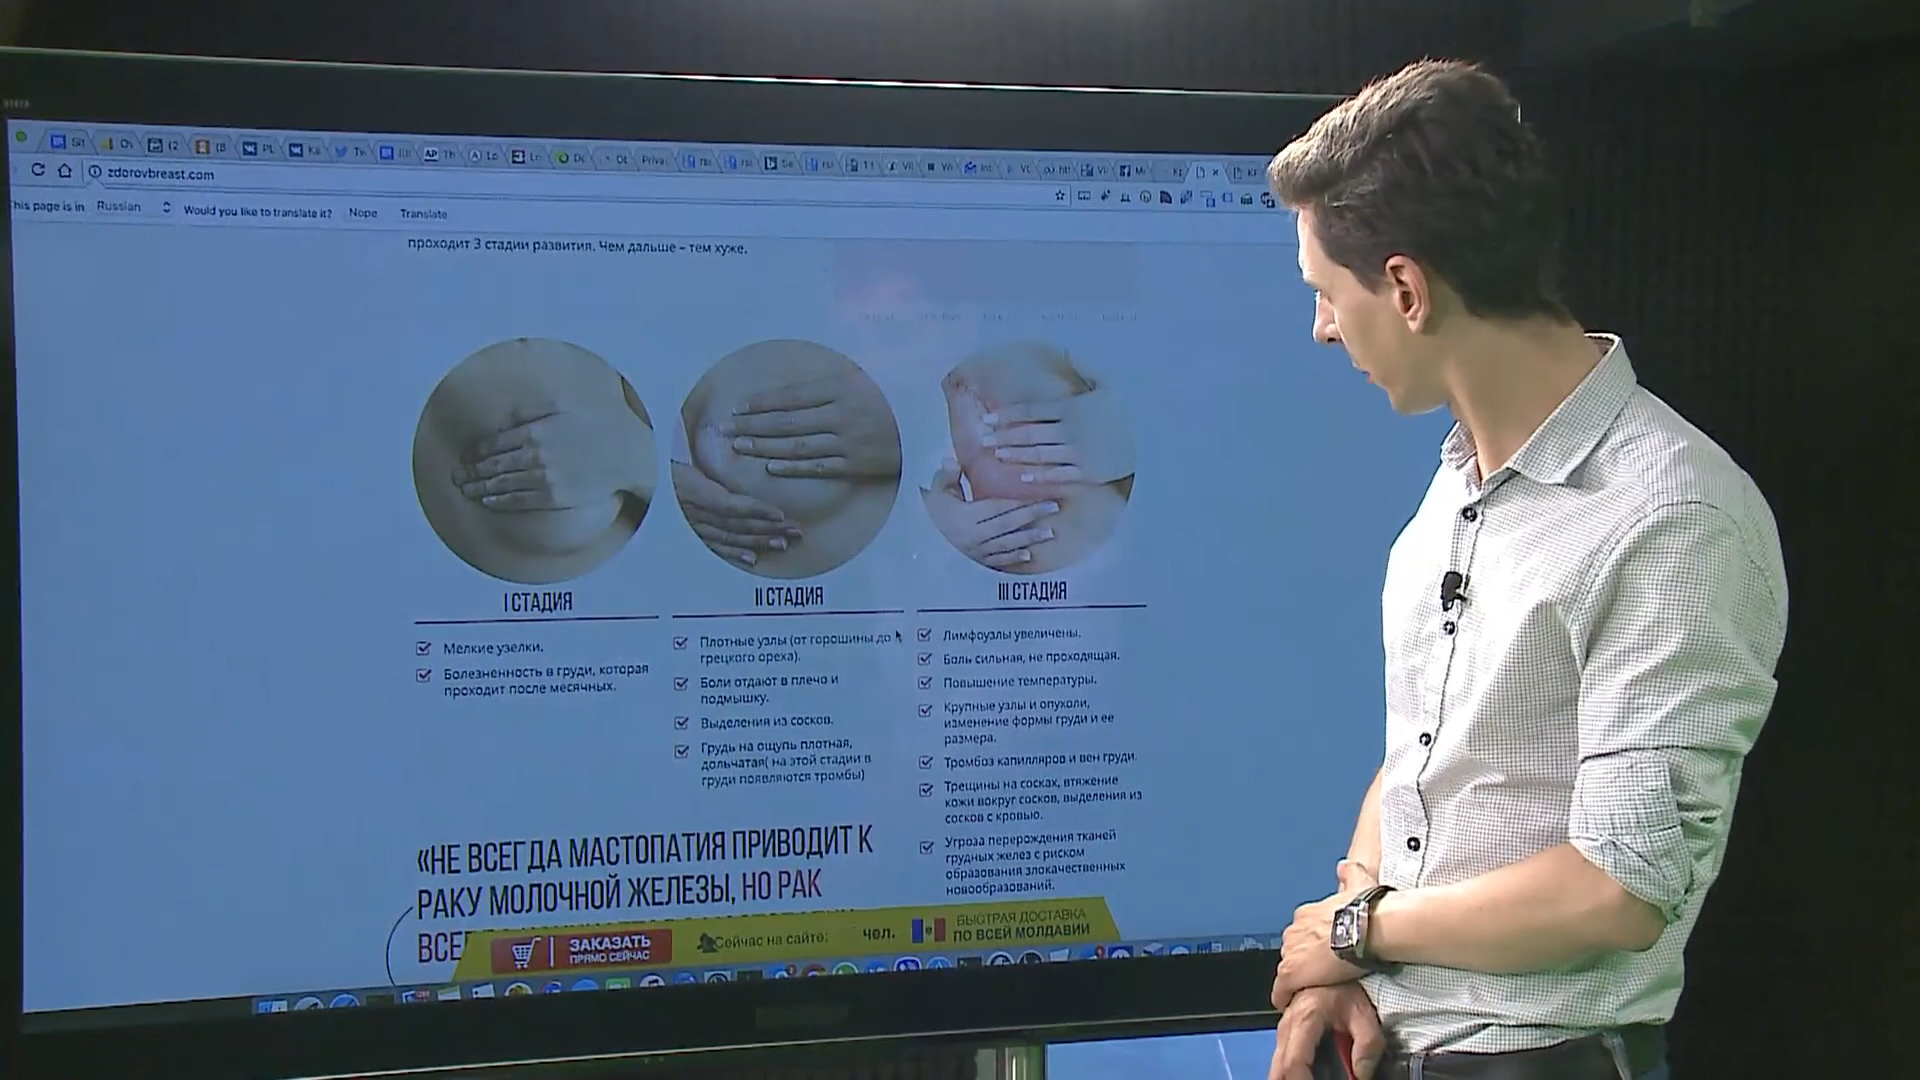 zdorovbreast.com
his page is in Russian Would you like to translate it? Nope Translate
проходит 3 стадии развития. Чем дальше – тем хуже.
I СТАДИЯ
Мелкие узелки.
Болезненность в груди, которая
проходит после месячных.
II СТАДИЯ
Плотные узлы (от горошины до
грецкого ореха).
Боли отдают в плечо и
подмышку.
Выделения из сосков.
Грудь на ощупь плотная,
дольчатая( на этой стадии в
груди появляются тромбы)
III СТАДИЯ
Лимфоузлы увеличены.
Боль сильная, не проходящая.
Повышение температуры.
Крупные узлы и опухоли,
изменение формы груди и ее
размера.
Тромбоз капилляров и вен груди.
Трещины на сосках, втяжение
кожи вокруг сосков, выделения из
сосков с кровью.
Угроза перерождения тканей
грудных желез с риском
образования злокачественных
новообразований.
«НЕ ВСЕГДА МАСТОПАТИЯ ПРИВОДИТ К
РАКУ МОЛОЧНОЙ ЖЕЛЕЗЫ, НО РАК
ЗАКАЗАТЬ
ПРЯМО СЕЙЧАС
Сейчас на сайте: чел.
БЫСТРАЯ ДОСТАВКА
ПО ВСЕЙ МОЛДАВИИ